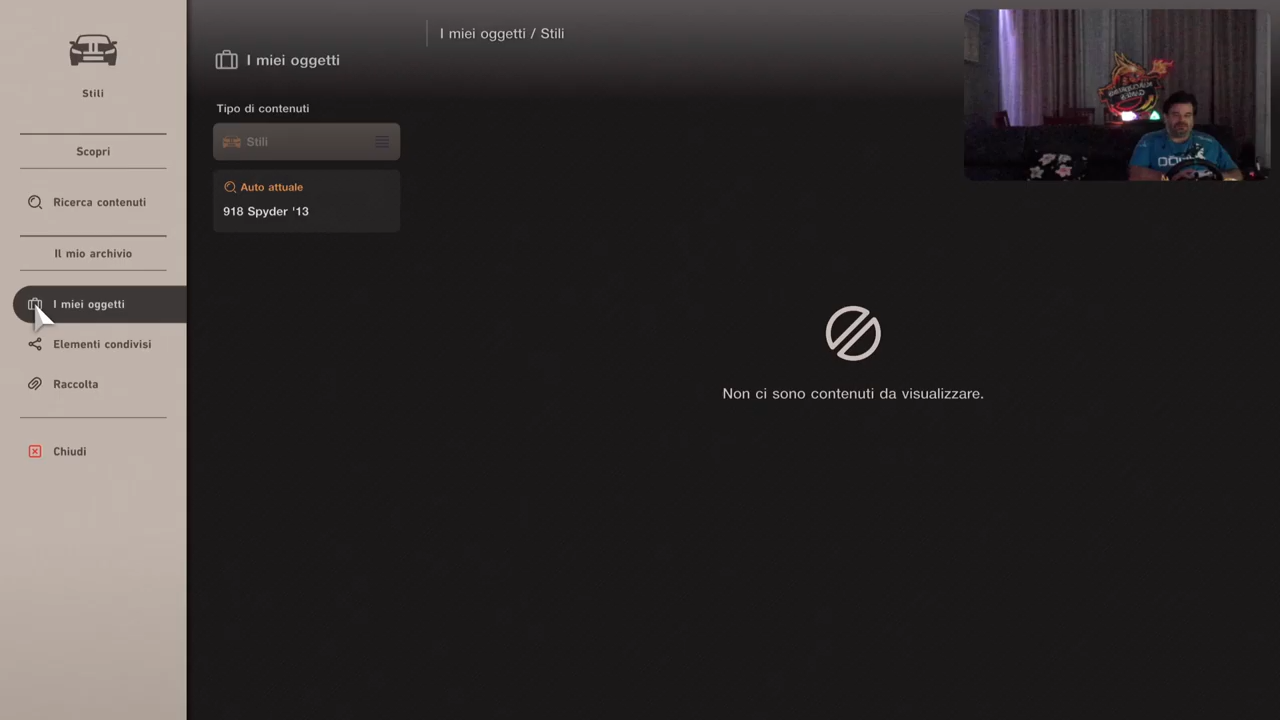 Stili
Scopri
Ricerca contenuti
Il mio archivio
I miei oggetti
Elementi condivisi
Raccolta
Chiudi
I miei oggetti / Stili
I miei oggetti
Tipo di contenuti
Stili
Auto attuale
918 Spyder '13
Non ci sono contenuti da visualizzare.